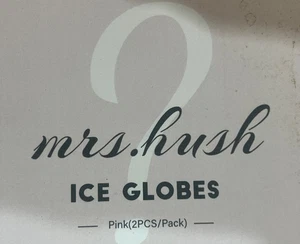 ?
mrs.hush
ICE GLOBES
Pink(2PCS/Pack)